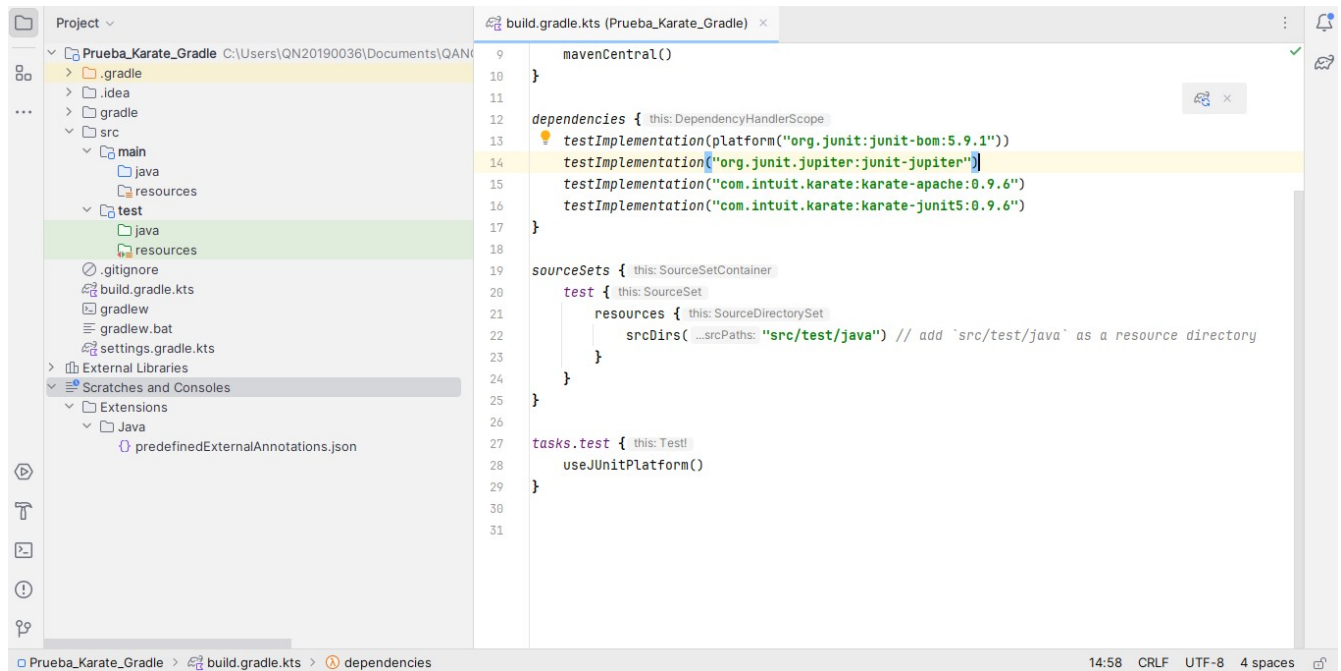 Project
Prueba_Karate_Gradle C:\Users\QN20190036\Documents\QAN
.gradle
.idea
gradle
src
main
java
resources
test
java
resources
.gitignore
build.gradle.kts
gradlew
gradlew.bat
settings.gradle.kts
External Libraries
Scratches and Consoles
Extensions
Java
predefinedExternalAnnotations.json
build.gradle.kts (Prueba_Karate_Gradle)
9 mavenCentral()
10 }
11
12 dependencies { this: DependencyHandlerScope
13 testImplementation(platform("org.junit:junit-bom:5.9.1"))
14 testImplementation("org.junit.jupiter:junit-jupiter")
15 testImplementation("com.intuit.karate:karate-apache:0.9.6")
16 testImplementation("com.intuit.karate:karate-junit5:0.9.6")
17 }
18
19 sourceSets { this: SourceSetContainer
20 test { this: SourceSet
21 resources { this: SourceDirectorySet
22 srcDirs( ...srcPaths: "src/test/java") // add `src/test/java` as a resource directory
23 }
24 }
25 }
26
27 tasks.test { this: Test!
28 useJUnitPlatform()
29 }
30
31
Prueba_Karate_Gradle > build.gradle.kts > dependencies
14:58 CRLF UTF-8 4 spaces